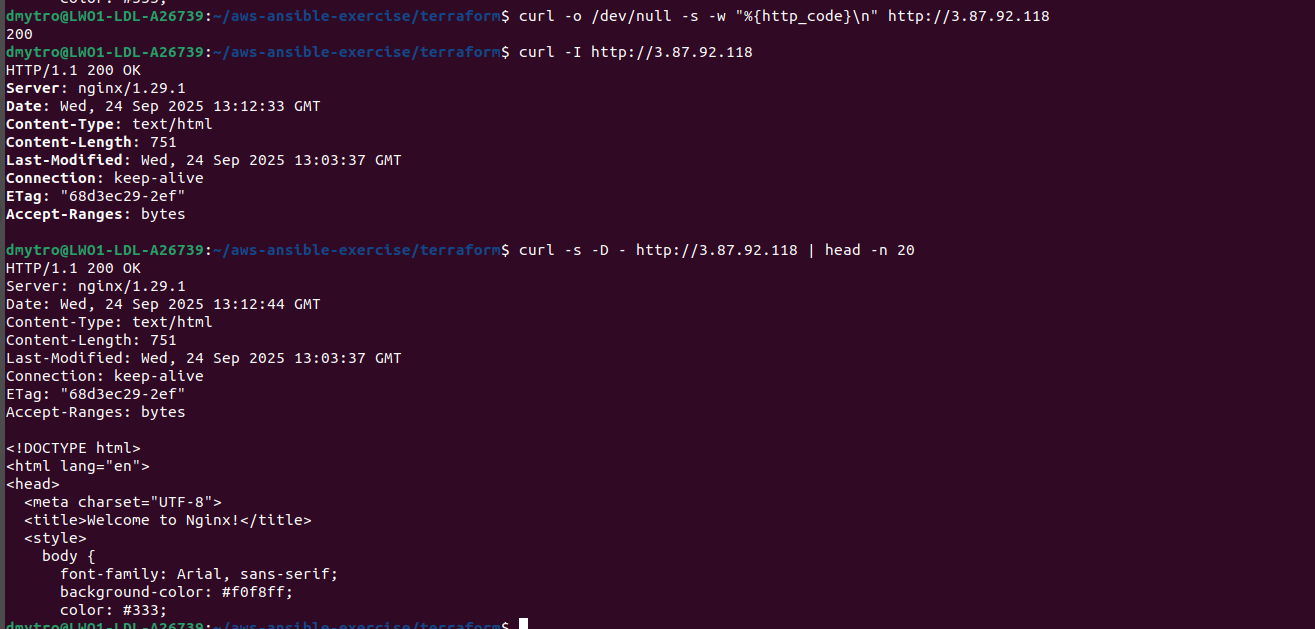 color: #333;
dmytro@LWO1-LDL-A26739:~/aws-ansible-exercise/terraform$ curl -o /dev/null -s -w "%{http_code}\n" http://3.87.92.118
200
dmytro@LWO1-LDL-A26739:~/aws-ansible-exercise/terraform$ curl -I http://3.87.92.118
HTTP/1.1 200 OK
Server: nginx/1.29.1
Date: Wed, 24 Sep 2025 13:12:33 GMT
Content-Type: text/html
Content-Length: 751
Last-Modified: Wed, 24 Sep 2025 13:03:37 GMT
Connection: keep-alive
ETag: "68d3ec29-2ef"
Accept-Ranges: bytes
dmytro@LWO1-LDL-A26739:~/aws-ansible-exercise/terraform$ curl -s -D - http://3.87.92.118 | head -n 20
HTTP/1.1 200 OK
Server: nginx/1.29.1
Date: Wed, 24 Sep 2025 13:12:44 GMT
Content-Type: text/html
Content-Length: 751
Last-Modified: Wed, 24 Sep 2025 13:03:37 GMT
Connection: keep-alive
ETag: "68d3ec29-2ef"
Accept-Ranges: bytes
<!DOCTYPE html>
<html lang="en">
<head>
<meta charset="UTF-8">
<title>Welcome to Nginx!</title>
<style>
body {
font-family: Arial, sans-serif;
background-color: #f0f8ff;
color: #333;
dmytro@LWO1-LDL-A26739:~/aws-ansible-exercise/terraform$